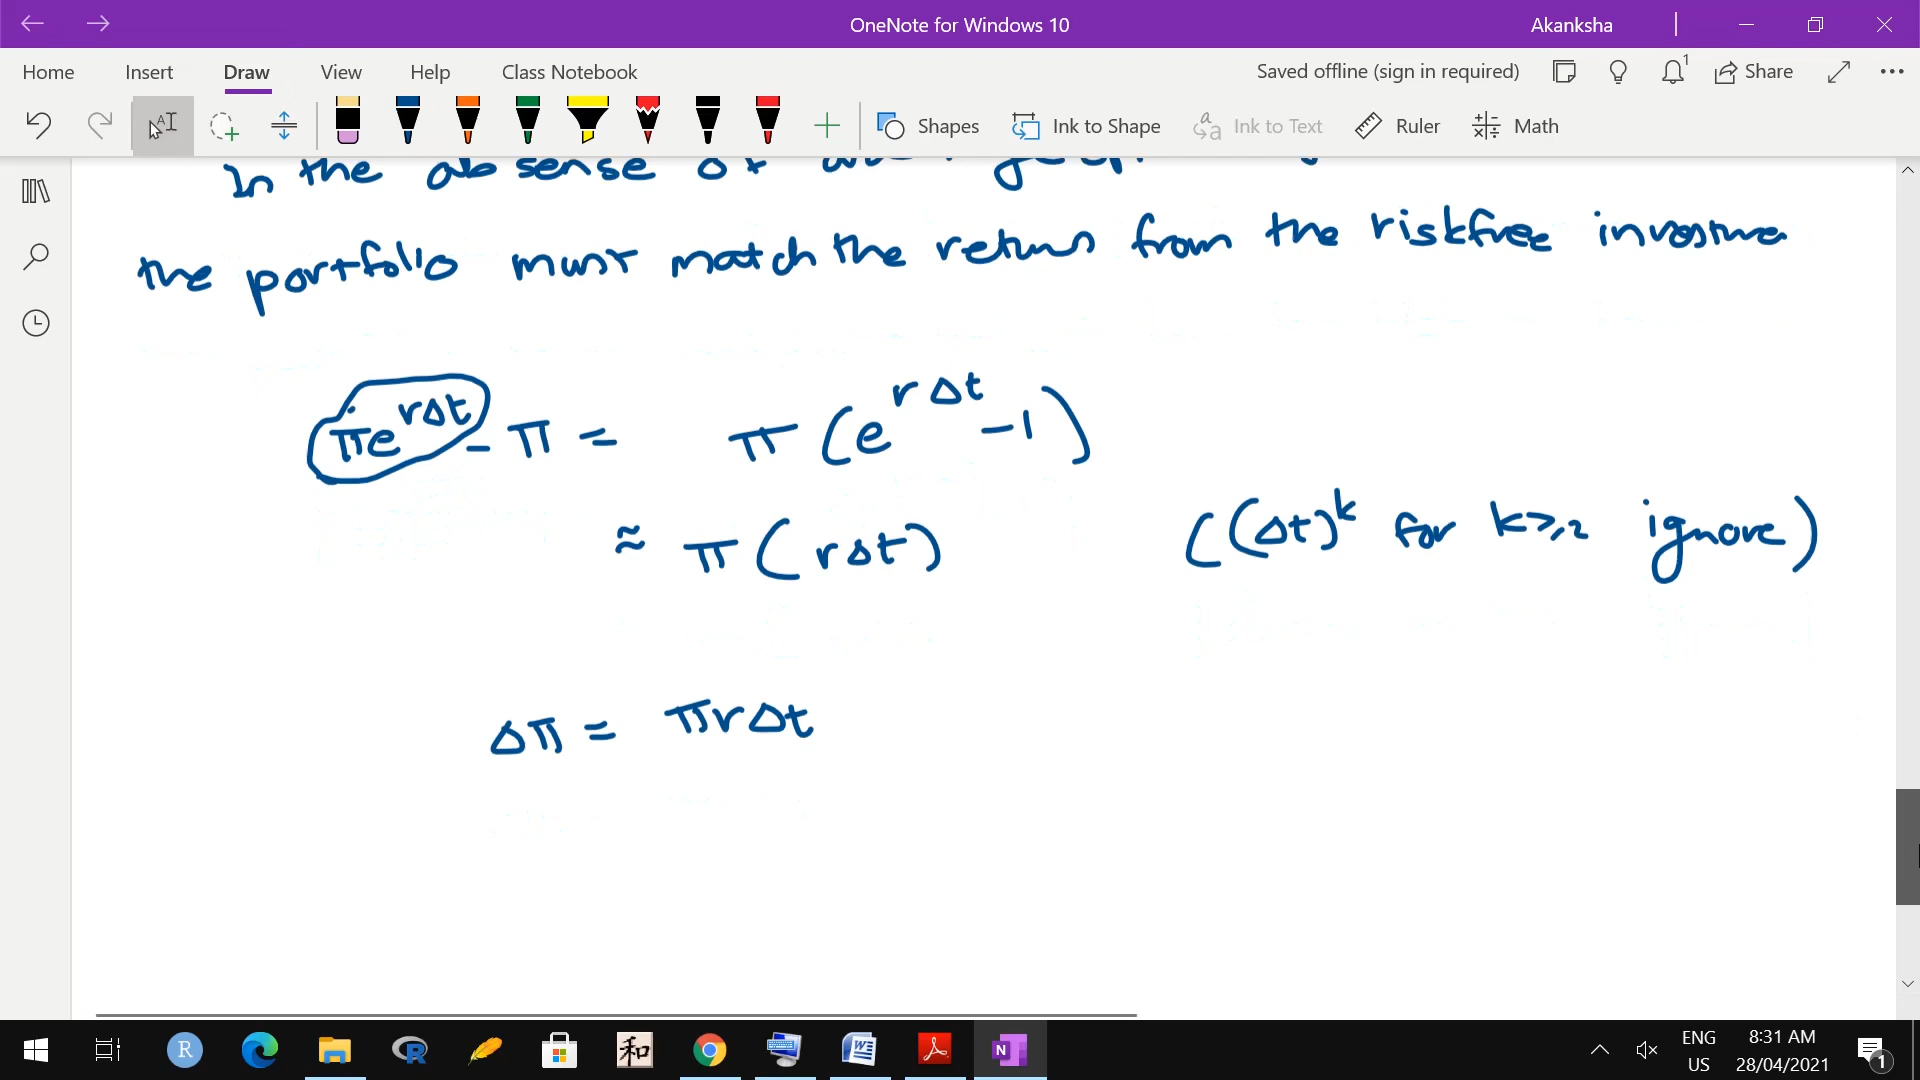 OneNote for Windows 10
Akanksha
Home Insert Draw View Help Class Notebook
Saved offline (sign in required) 1 Share
Shapes Ink to Shape Ink to Text Ruler Math
In the absense of
the portfolio must match the return from the riskfree investme
πe^{rΔt} - π = π(e^{rΔt} - 1)
≈ π(rΔt) ((Δt)^k for k≥2 ignore)
Δπ = πrΔt
ENG
US
8:31 AM
28/04/2021
1